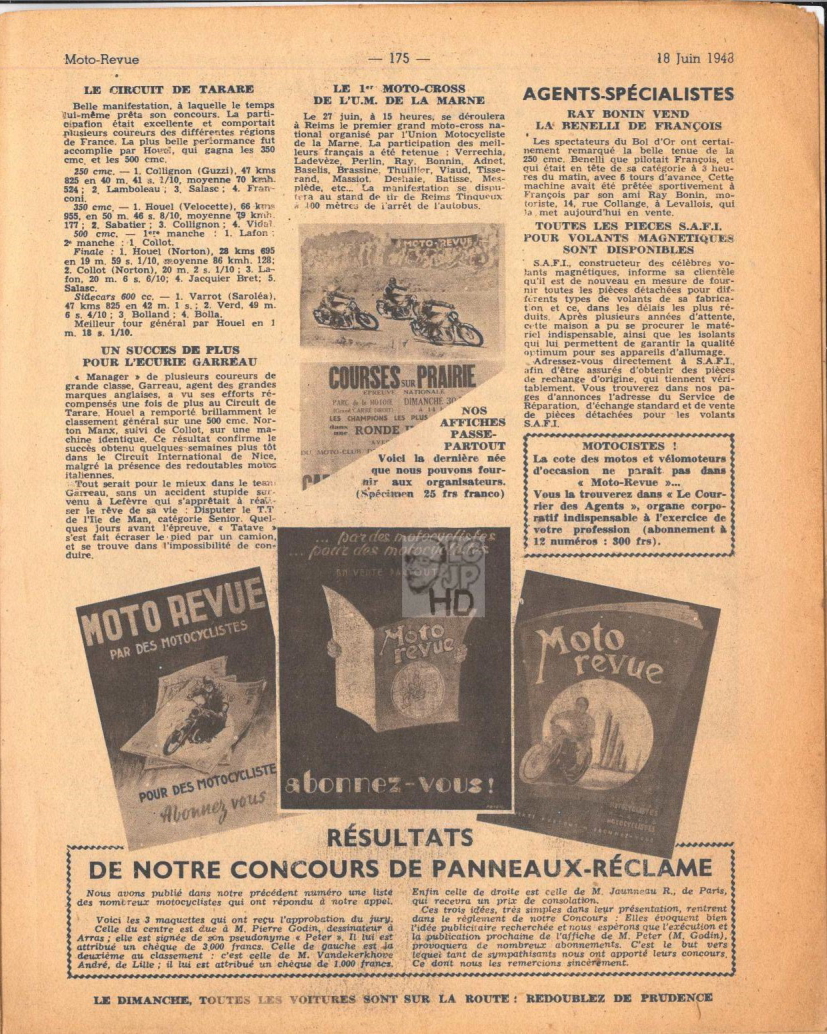 Moto-Revue
— 175 —
18 Juin 1948
LE CIRCUIT DE TARARE
Belle manifestation, à laquelle le temps
lui-même prêta son concours. La parti-
cipation était excellente et comportait
plusieurs coureurs des différentes régions
de France. La plus belle performance fut
accomplie par Houel, qui gagna les 350
cmc. et les 500 cmc.
250 cmc. — 1. Collignon (Guzzi), 47 kms
825 en 40 m. 41 s. 1/10, moyenne 70 kmh.
524 ; 2. Lamboleau ; 3. Salasc ; 4. Fran-
coni.
350 cmc. — 1. Houel (Velocette), 66 kms
955, en 50 m. 46 s. 8/10, moyenne 79 kmh.
177 ; 2. Sabatier ; 3. Collignon ; 4. Vidal.
500 cmc. — 1ère manche : 1. Lafon ;
2e manche : 1. Collot.
Finale : 1. Houel (Norton), 28 kms 695
en 19 m. 59 s. 1/10, moyenne 86 kmh. 128;
2. Collot (Norton), 20 m. 2 s. 1/10 ; 3. La-
fon, 20 m. 6 s. 6/10; 4. Jacquier Bret; 5.
Salasc.
Sidecars 600 cc. — 1. Varrot (Saroléa),
47 kms 825 en 42 m. 1 s. ; 2. Verd, 49 m.
6 s. 4/10 ; 3 Bolland ; 4. Bolla.
Meilleur tour général par Houel en 1
m. 18 s. 1/10.
UN SUCCES DE PLUS
POUR L'ECURIE GARREAU
« Manager » de plusieurs coureurs de
grande classe, Garreau, agent des grandes
marques anglaises, a vu ses efforts ré-
compensés une fois de plus au Circuit de
Tarare. Houel a remporté brillamment le
classement général sur une 500 cmc. Nor-
ton Manx, suivi de Collot, sur une ma-
chine identique. Ce résultat confirme le
succès obtenu quelques semaines plus tôt
dans le Circuit International de Nice,
malgré la présence des redoutables motos
italiennes.
Tout serait pour le mieux dans le team
Garreau, sans un accident stupide sur-
venu à Lefèvre qui s'apprêtait à réali-
ser le rêve de sa vie : Disputer le T.T
de l'Ile de Man, catégorie Senior. Quel-
ques jours avant l'épreuve, « Tatave »
s'est fait écraser le pied par un camion,
et se trouve dans l'impossibilité de con-
duire.
LE 1er MOTO-CROSS
DE L'U.M. DE LA MARNE
Le 27 juin, à 15 heures, se déroulera
à Reims le premier grand moto-cross na-
tional organisé par l'Union Motocycliste
de la Marne. La participation des meil-
leurs français a été retenue : Verrechia,
Ladevèze, Perlin, Ray, Bonnin, Adnet,
Baselis, Brassine, Thuillier, Viaud, Tisse-
rand, Massiot, Deshaie, Batisse, Mes-
plède, etc... La manifestation se dispu-
tera au stand de tir de Reims Tinqueux
à 100 mètres de l'arrêt de l'autobus.
MOTO-REVUE
COURSES SUR PRAIRIE
EPREUVE NATIONALE
DIMANCHE 30
LES CHAMPIONS LES PLUS
dans une RONDE
DU MOTO-CLUB
NOS
AFFICHES
PASSE-
PARTOUT
Voici la dernière née
que nous pouvons four-
nir aux organisateurs.
(Spécimen 25 frs franco)
AGENTS-SPÉCIALISTES
RAY BONIN VEND
LA BENELLI DE FRANÇOIS
Les spectateurs du Bol d'Or ont certai-
nement remarqué la belle tenue de la
250 cmc. Benelli que pilotait François, et
qui était en tête de sa catégorie à 3 heu-
res du matin, avec 6 tours d'avance. Cette
machine avait été prêtée sportivement à
François par son ami Ray Bonin, mo-
toriste, 14, rue Collange, à Levallois, qui
la met aujourd'hui en vente.
TOUTES LES PIECES S.A.F.I.
POUR VOLANTS MAGNETIQUES
SONT DISPONIBLES
S.A.F.I., constructeur des célèbres vo-
lants magnétiques, informe sa clientèle
qu'il est de nouveau en mesure de four-
nir toutes les pièces détachées pour dif-
férents types de volants de sa fabrica-
tion et ce, dans les délais les plus ré-
duits. Après plusieurs années d'attente,
cette maison a pu se procurer le maté-
riel indispensable, ainsi que les isolants
qui lui permettent de garantir la qualité
optimum pour ses appareils d'allumage.
Adressez-vous directement à S.A.F.I.,
afin d'être assurés d'obtenir des pièces
de rechange d'origine, qui tiennent véri-
tablement. Vous trouverez dans nos pa-
ges d'annonces l'adresse du Service de
Réparation, d'échange standard et de vente
de pièces détachées pour les volants
S.A.F.I.
MOTOCISTES !
La cote des motos et vélomoteurs
d'occasion ne paraît pas dans
« Moto-Revue »...
Vous la trouverez dans « Le Cour-
rier des Agents », organe corpo-
ratif indispensable à l'exercice de
votre profession (abonnement à
12 numéros : 300 frs).
MOTO REVUE
PAR DES MOTOCYCLISTES
POUR DES MOTOCYCLISTE
Abonnez vous
... par des motocyclistes
... pour des motocyclistes
EN VENTE PARTOUT
HD
Moto
revue
abonnez-vous!
Moto
revue
RÉSULTATS
DE NOTRE CONCOURS DE PANNEAUX-RÉCLAME
Nous avons publié dans notre précédent numéro une liste
des nombreux motocyclistes qui ont répondu à notre appel.
Voici les 3 maquettes qui ont reçu l'approbation du jury.
Celle du centre est due à M. Pierre Godin, dessinateur à
Arras ; elle est signée de son pseudonyme « Peter ». Il lui est
attribué un chèque de 3.000 francs. Celle de gauche est la
deuxième au classement : c'est celle de M. Vandekerkhove
André, de Lille ; il lui est attribué un chèque de 1.000 francs.
Enfin celle de droite est celle de M. Jaunneau R., de Paris,
qui recevra un prix de consolation.
Ces trois idées, très simples dans leur présentation, rentrent
dans le règlement de notre Concours : Elles évoquent bien
l'idée publicitaire recherchée et nous espérons que l'exécution et
la publication prochaine de l'affiche de M. Peter (M. Godin),
provoquera de nombreux abonnements. C'est le but vers
lequel tant de sympathisants nous ont apporté leurs concours.
Ce dont nous les remercions sincèrement.
LE DIMANCHE, TOUTES LES VOITURES SONT SUR LA ROUTE : REDOUBLEZ DE PRUDENCE